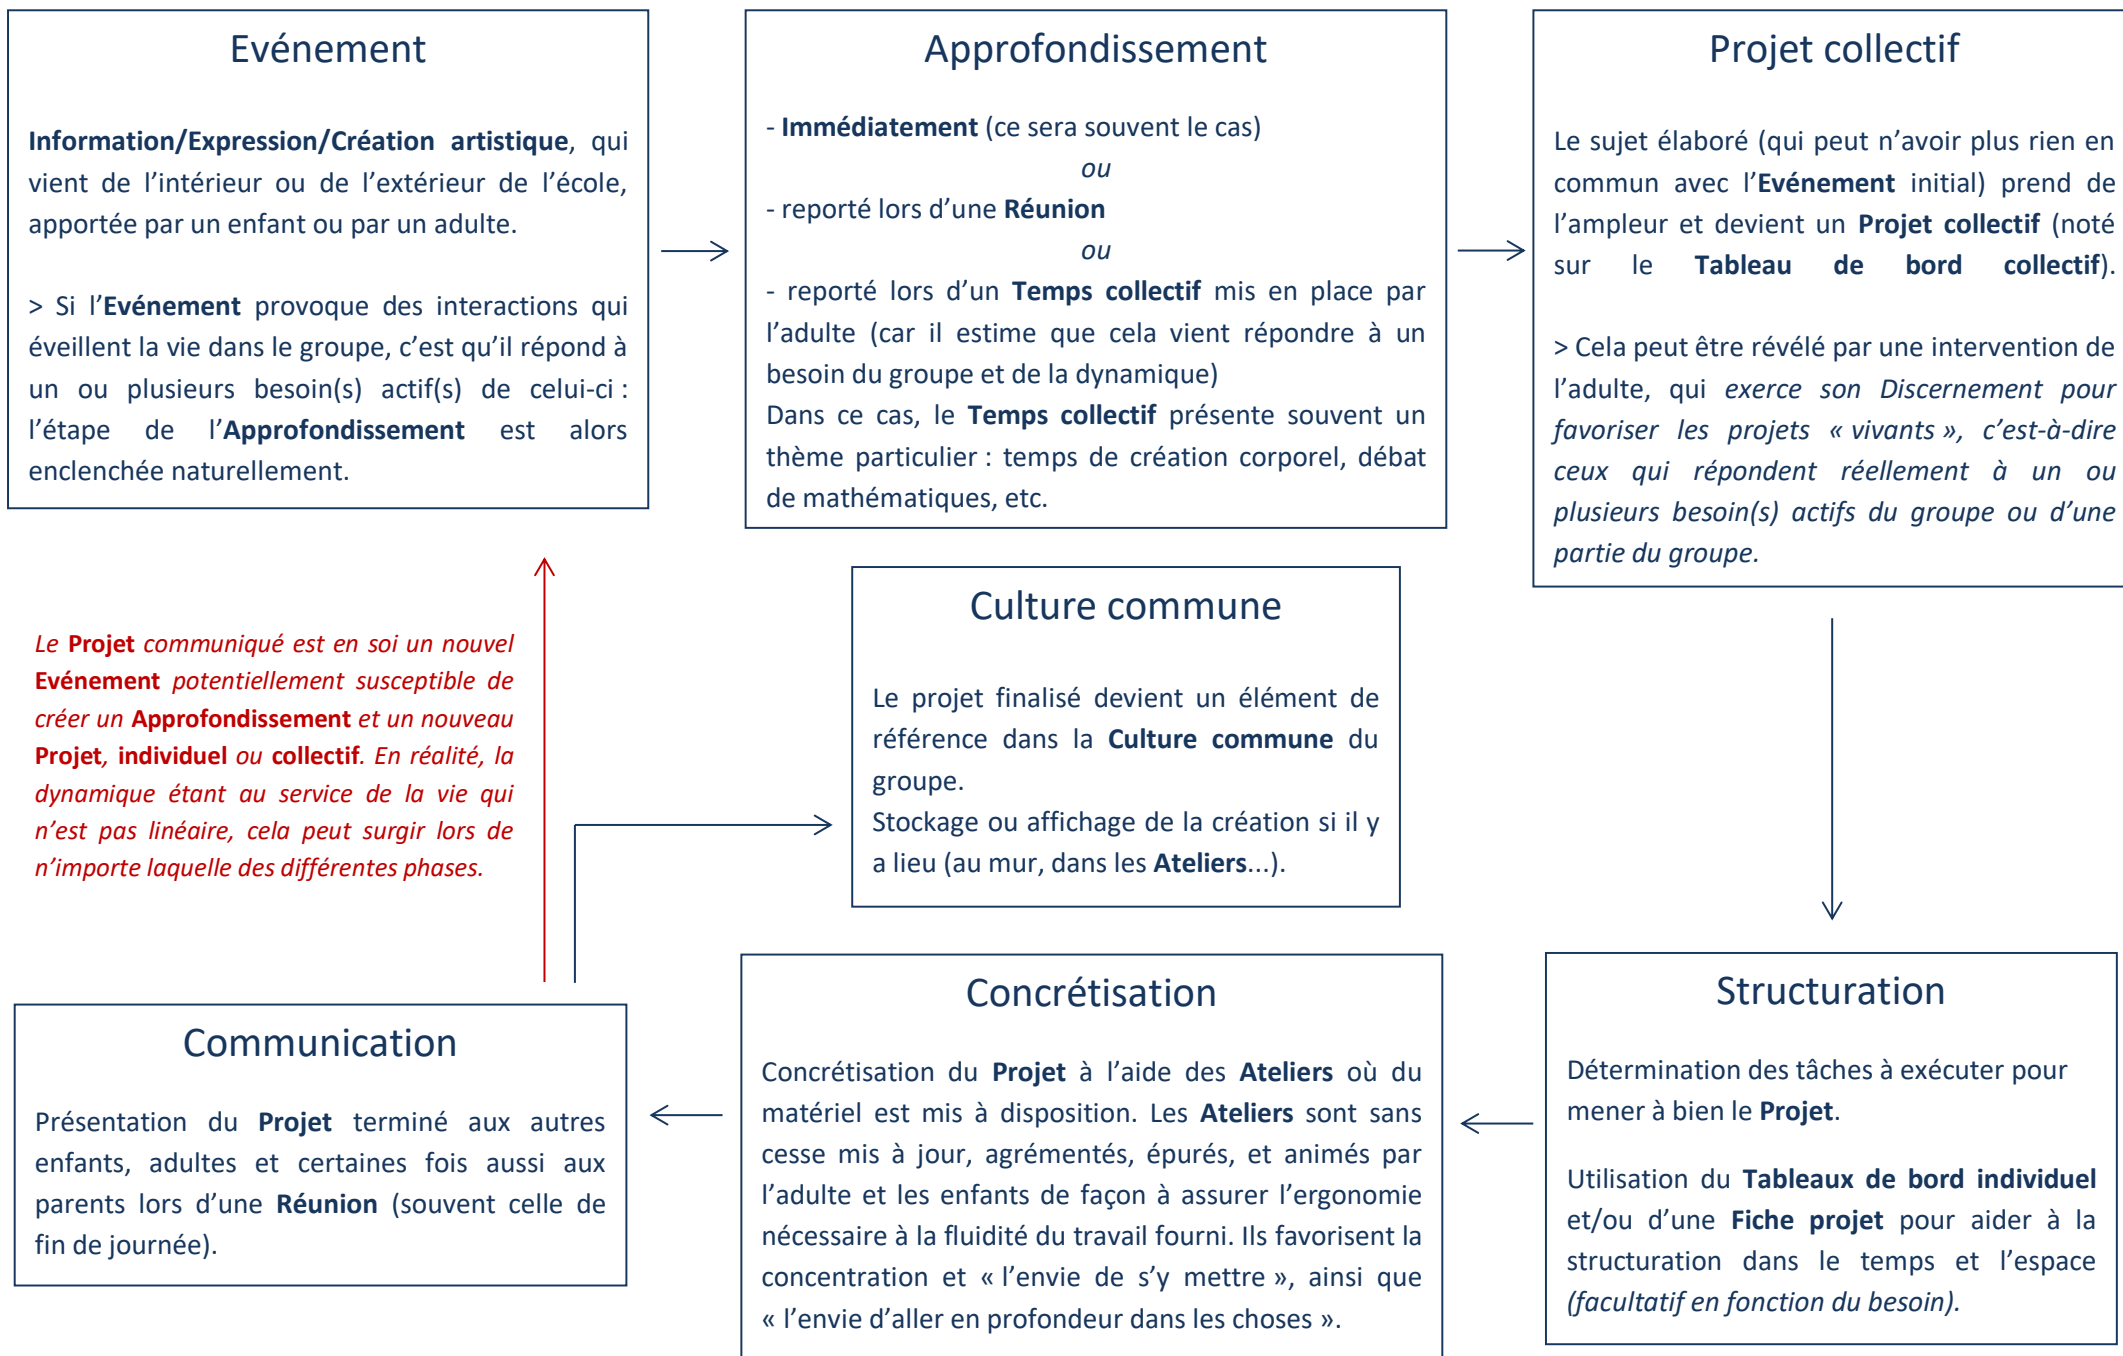 Evénement
Information/Expression/Création artistique, qui
vient de l’intérieur ou de l’extérieur de l’école,
apportée par un enfant ou par un adulte.
> Si l’Evénement provoque des interactions qui
éveillent la vie dans le groupe, c’est qu’il répond à
un ou plusieurs besoin(s) actif(s) de celui-ci :
l’étape de l’Approfondissement est alors
enclenchée naturellement.
Approfondissement
- Immédiatement (ce sera souvent le cas)
ou
- reporté lors d’une Réunion
ou
- reporté lors d’un Temps collectif mis en place par
l’adulte (car il estime que cela vient répondre à un
besoin du groupe et de la dynamique)
Dans ce cas, le Temps collectif présente souvent un
thème particulier : temps de création corporel, débat
de mathématiques, etc.
Projet collectif
Le sujet élaboré (qui peut n’avoir plus rien en
commun avec l’Evénement initial) prend de
l’ampleur et devient un Projet collectif (noté
sur le Tableau de bord collectif).
> Cela peut être révélé par une intervention de
l’adulte, qui exerce son Discernement pour
favoriser les projets « vivants », c’est-à-dire
ceux qui répondent réellement à un ou
plusieurs besoin(s) actifs du groupe ou d’une
partie du groupe.
Le Projet communiqué est en soi un nouvel
Evénement potentiellement susceptible de
créer un Approfondissement et un nouveau
Projet, individuel ou collectif. En réalité, la
dynamique étant au service de la vie qui
n’est pas linéaire, cela peut surgir lors de
n’importe laquelle des différentes phases.
Culture commune
Le projet finalisé devient un élément de
référence dans la Culture commune du
groupe.
Stockage ou affichage de la création si il y
a lieu (au mur, dans les Ateliers...).
Communication
Présentation du Projet terminé aux autres
enfants, adultes et certaines fois aussi aux
parents lors d’une Réunion (souvent celle de
fin de journée).
Concrétisation
Concrétisation du Projet à l’aide des Ateliers où du
matériel est mis à disposition. Les Ateliers sont sans
cesse mis à jour, agrémentés, épurés, et animés par
l’adulte et les enfants de façon à assurer l’ergonomie
nécessaire à la fluidité du travail fourni. Ils favorisent la
concentration et « l’envie de s’y mettre », ainsi que
« l’envie d’aller en profondeur dans les choses ».
Structuration
Détermination des tâches à exécuter pour
mener à bien le Projet.
Utilisation du Tableaux de bord individuel
et/ou d’une Fiche projet pour aider à la
structuration dans le temps et l’espace
(facultatif en fonction du besoin).